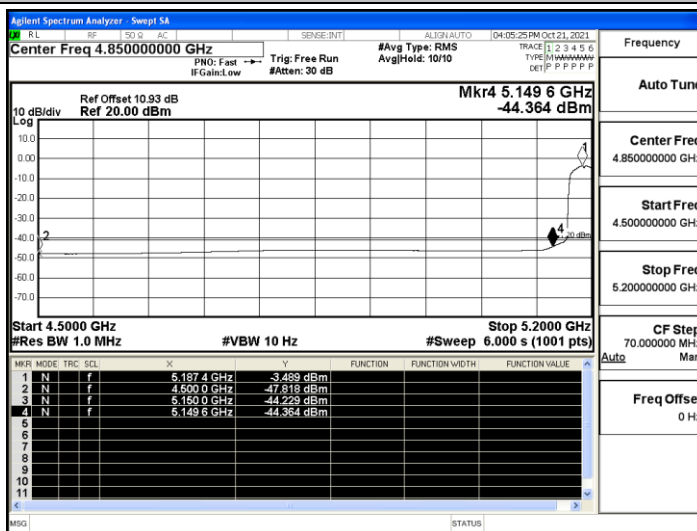 Agilent Spectrum Analyzer - Swept SA
RL RF 50 Ω AC SENSE:INT ALIGN AUTO 04:05:25 PM Oct 21, 2021
Center Freq 4.850000000 GHz
PNO: Fast
IFGain:Low
Trig: Free Run
#Atten: 30 dB
#Avg Type: RMS
Avg|Hold: 10/10
TRACE 1 2 3 4 5 6
TYPE M W W W W W
DET P P P P P P
Frequency
Ref Offset 10.93 dB
Ref 20.00 dBm
10 dB/div
Log
Mkr4 5.149 6 GHz
-44.364 dBm
10.0
0.00
-10.0
-20.0
-30.0
-40.0
-50.0
-60.0
-70.0
1
2
4
20 dBm
Start 4.5000 GHz Stop 5.2000 GHz
#Res BW 1.0 MHz #VBW 10 Hz #Sweep 6.000 s (1001 pts)
MKR MODE TRC SCL X Y FUNCTION FUNCTION WIDTH FUNCTION VALUE
1 N f 5.187 4 GHz -3.489 dBm
2 N f 4.500 0 GHz -47.818 dBm
3 N f 5.150 0 GHz -44.229 dBm
4 N f 5.149 6 GHz -44.364 dBm
5
6
7
8
9
10
11
MSG STATUS
Auto Tune
Center Freq
4.850000000 GHz
Start Freq
4.500000000 GHz
Stop Freq
5.200000000 GHz
CF Step
70.000000 MHz
Auto Man
Freq Offset
0 Hz